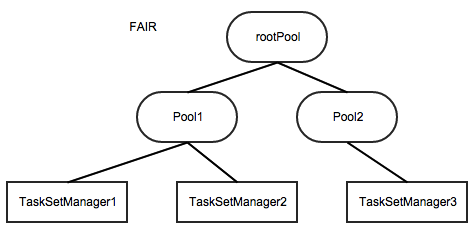 FAIR
rootPool
Pool1
Pool2
TaskSetManager1
TaskSetManager2
TaskSetManager3